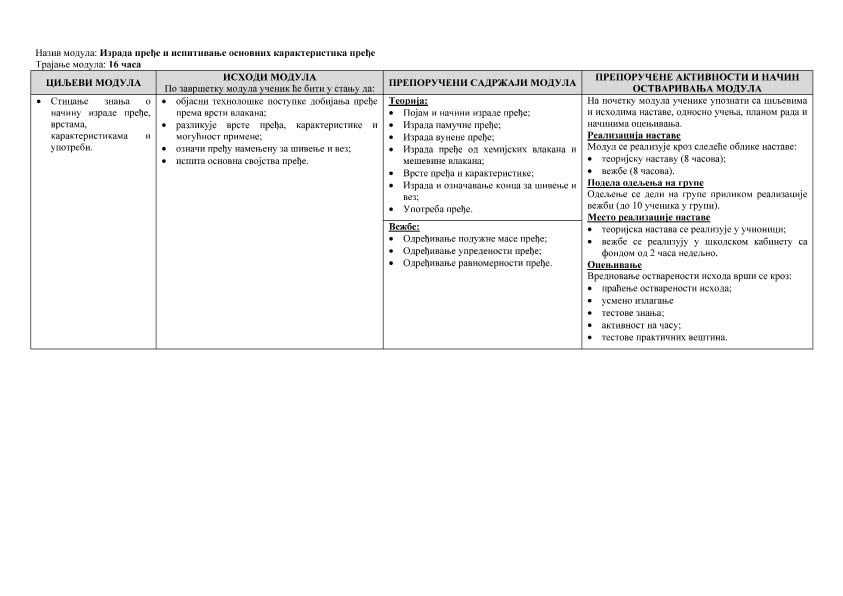 Назив модула: Израда пређе и испитивање основних карактеристика пређе
Трајање модула: 16 часа
ЦИЉЕВИ МОДУЛА
• Стицање знања о
начину израде пређе,
врстама,
карактеристикама и
употреби.
ИСХОДИ МОДУЛА
По завршетку модула ученик ће бити у стању да:
• објасни технолошке поступке добијања пређе
према врсти влакана;
• разликује врсте пређа, карактеристике и
могућност примене;
• означи пређу намењену за шивење и вез;
• испита основна својства пређе.
ПРЕПОРУЧЕНИ САДРЖАЈИ МОДУЛА
Теорија:
• Појам и начини израде пређе;
• Израда памучне пређе;
• Израда вунене пређе;
• Израда пређе од хемијских влакана и
мешевине влакана;
• Врсте пређа и карактеристике;
• Израда и означавање конца за шивење и
вез;
• Употреба пређе.
Вежбе:
• Одређивање подужне масе пређе;
• Одређивање упредености пређе;
• Одређивање равномерности пређе.
ПРЕПОРУЧЕНЕ АКТИВНОСТИ И НАЧИН
ОСТВАРИВАЊА МОДУЛА
На почетку модула ученике упознати са циљевима
и исходима наставе, односно учења, планом рада и
начинима оцењивања.
Реализација наставе
Модул се реализује кроз следеће облике наставе:
• теоријску наставу (8 часова);
• вежбе (8 часова).
Подела одељења на групе
Одељење се дели на групе приликом реализације
вежби (до 10 ученика у групи).
Место реализације наставе
• теоријска настава се реализује у учионици;
• вежбе се реализују у школском кабинету са
фондом од 2 часа недељно.
Оцењивање
Вредновање остварености исхода врши се кроз:
• праћење остварености исхода;
• усмено излагање
• тестове знања;
• активност на часу;
• тестове практичних вештина.